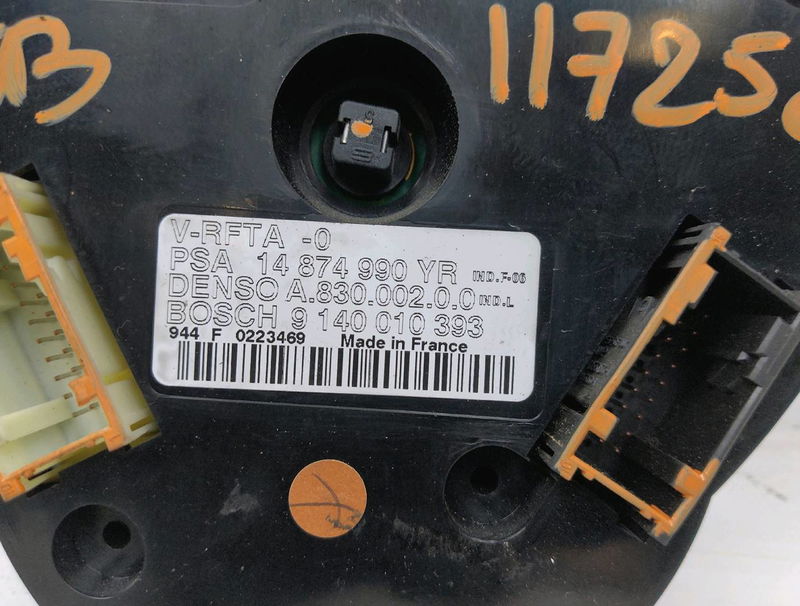 B
11725
V-RFTA -0
PSA 14 874 990 YR IND.F-06
DENSO A.830.002.0.0 IND.L
BOSCH 9 140 010 393
944 F 0223469 Made in France